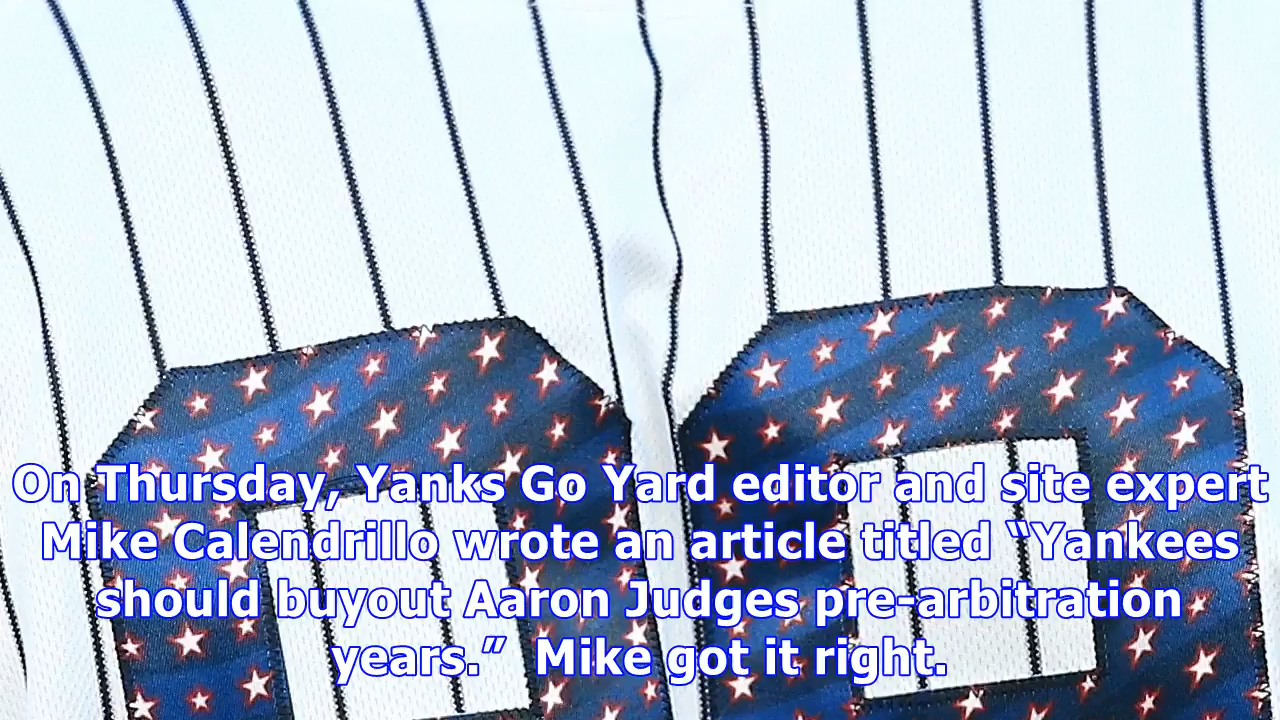 On Thursday, Yanks Go Yard editor and site expert
Mike Calendrillo wrote an article titled “Yankees
should buyout Aaron Judges pre-arbitration
years.”  Mike got it right.